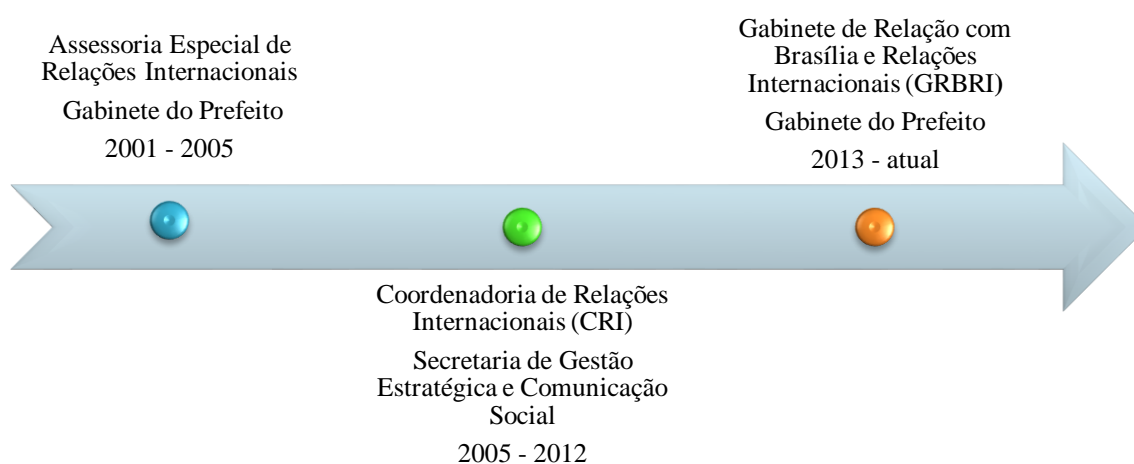 Assessoria Especial de
Relações Internacionais
Gabinete do Prefeito
2001 - 2005
Coordenadoria de Relações
Internacionais (CRI)
Secretaria de Gestão
Estratégica e Comunicação
Social
2005 - 2012
Gabinete de Relação com
Brasília e Relações
Internacionais (GRBRI)
Gabinete do Prefeito
2013 - atual